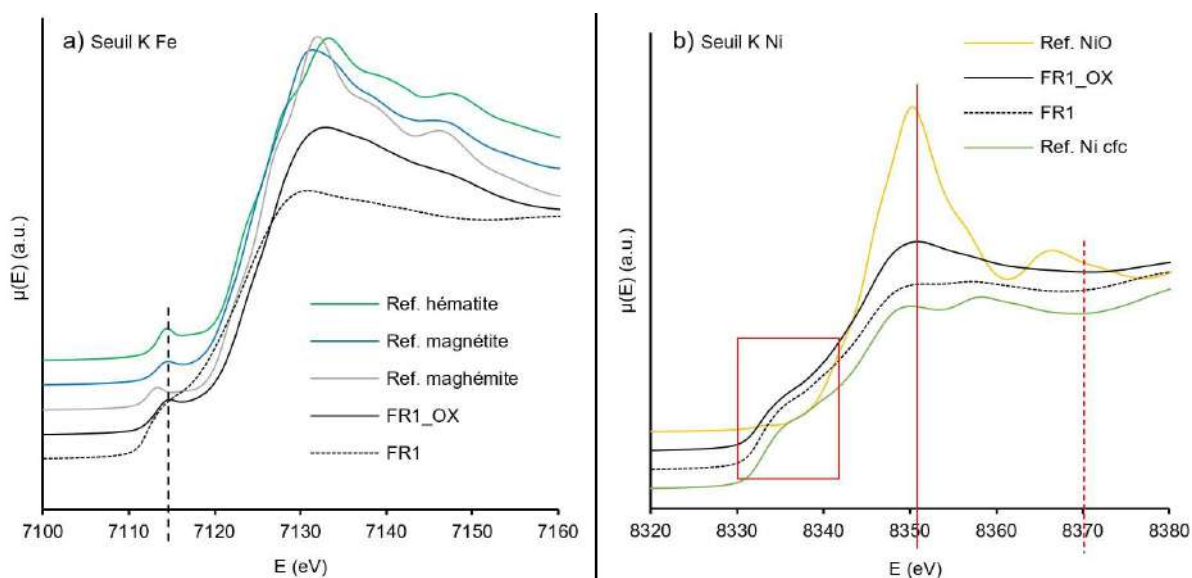 a) Seuil K Fe
μ(E) (a.u.)
Ref. hématite
Ref. magnétite
Ref. maghémite
FR1_OX
FR1
7100 7110 7120 7130 7140 7150 7160
E (eV)
b) Seuil K Ni
μ(E) (a.u.)
Ref. NiO
FR1_OX
FR1
Ref. Ni cfc
8320 8330 8340 8350 8360 8370 8380
E (eV)